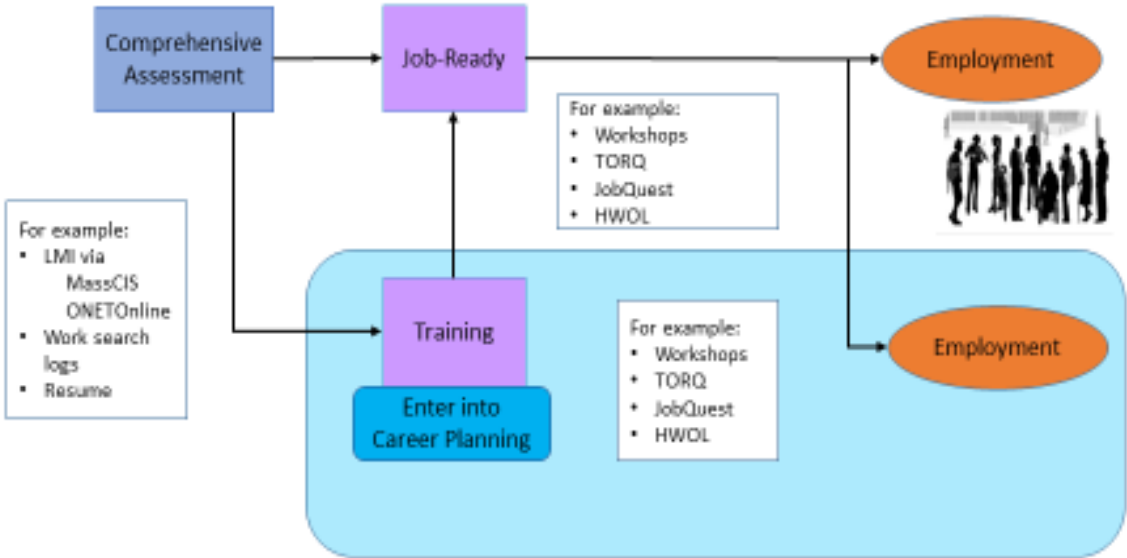 Comprehensive
Assessment
Job-Ready
Employment
For example:
• Workshops
• TORQ
• JobQuest
• HWOL
For example:
• LMI via
MassCIS
ONETOnline
• Work search
logs
• Resume
Training
Enter into
Career Planning
For example:
• Workshops
• TORQ
• JobQuest
• HWOL
Employment